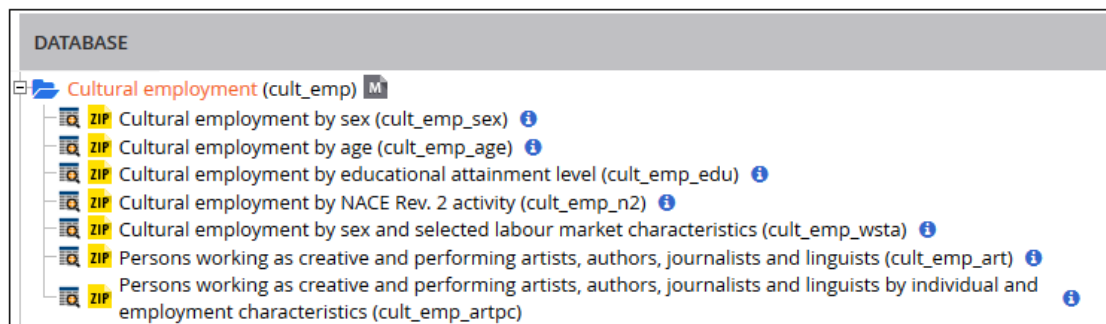 DATABASE
Cultural employment (cult_emp) M
ZIP Cultural employment by sex (cult_emp_sex) i
ZIP Cultural employment by age (cult_emp_age) i
ZIP Cultural employment by educational attainment level (cult_emp_edu) i
ZIP Cultural employment by NACE Rev. 2 activity (cult_emp_n2) i
ZIP Cultural employment by sex and selected labour market characteristics (cult_emp_wsta) i
ZIP Persons working as creative and performing artists, authors, journalists and linguists (cult_emp_art) i
ZIP Persons working as creative and performing artists, authors, journalists and linguists by individual and i
employment characteristics (cult_emp_artpc)